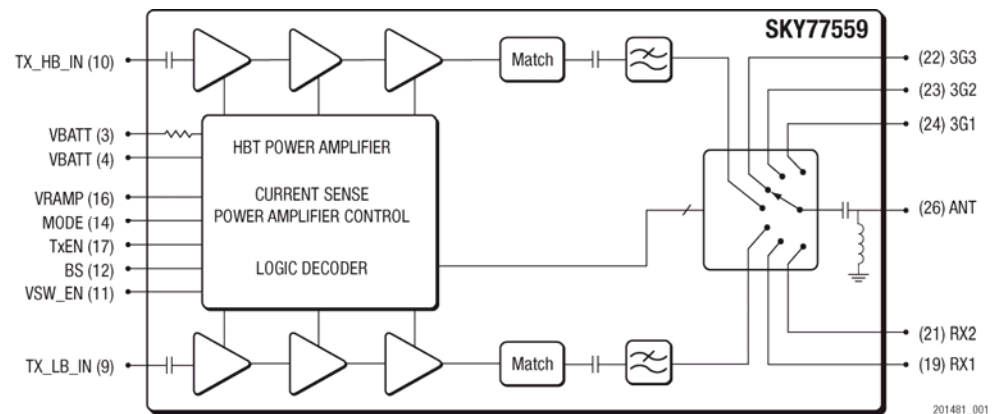 SKY77559
TX_HB_IN (10)
Match
(22) 3G3
(23) 3G2
(24) 3G1
VBATT (3)
VBATT (4)
VRAMP (16)
MODE (14)
TxEN (17)
BS (12)
VSW_EN (11)
HBT POWER AMPLIFIER
CURRENT SENSE
POWER AMPLIFIER CONTROL
LOGIC DECODER
(26) ANT
(21) RX2
(19) RX1
TX_LB_IN (9)
Match
201481_001